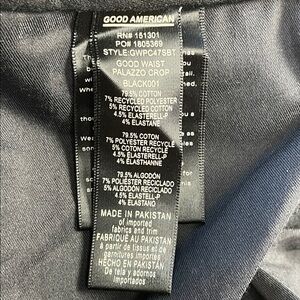 GOOD AMERICAN
RN# 151301
PO# 1805369
STYLE:GWPC475BT
GOOD WAIST
PALAZZO CROP
BLACK001
79.5% COTTON
7% RECYCLED POLYESTER
5% RECYCLED COTTON
4.5% ELASTERELL-P
4% ELASTANE
79.5% COTON
7% POLYESTER RECYCLE
5% COTON RECYCLE
4.5% ELASTERELL-P
4% ELASTHANNE
79.5% ALGODÓN
7% POLIÉSTER RECICLADO
5% ALGODÓN RECICLADO
4.5% ELASTELL-P
4% ELASTANO
MADE IN PAKISTAN
of imported
fabrics and trim
FABRIQUÉ AU PAKISTAN
à partir de tissus et de
garnitures importés
HECHO EN PAKISTAN
De tela y adornos
importados